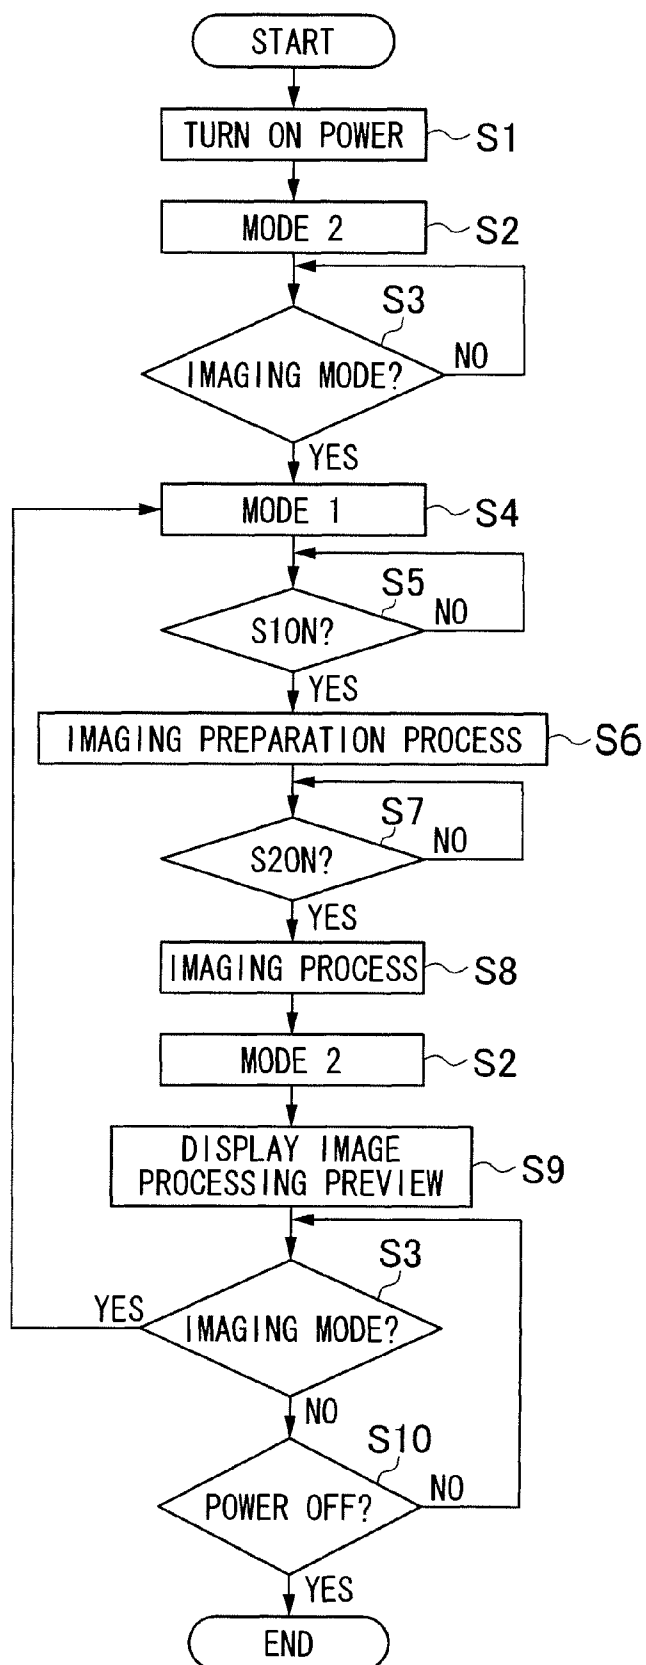 START
TURN ON POWER
S1
MODE 2
S2
S3
IMAGING MODE?
NO
YES
MODE 1
S4
S5
S1ON?
NO
YES
IMAGING PREPARATION PROCESS
S6
S7
S2ON?
NO
YES
IMAGING PROCESS
S8
MODE 2
S2
DISPLAY IMAGE
PROCESSING PREVIEW
S9
S3
YES
IMAGING MODE?
NO
S10
POWER OFF?
NO
YES
END